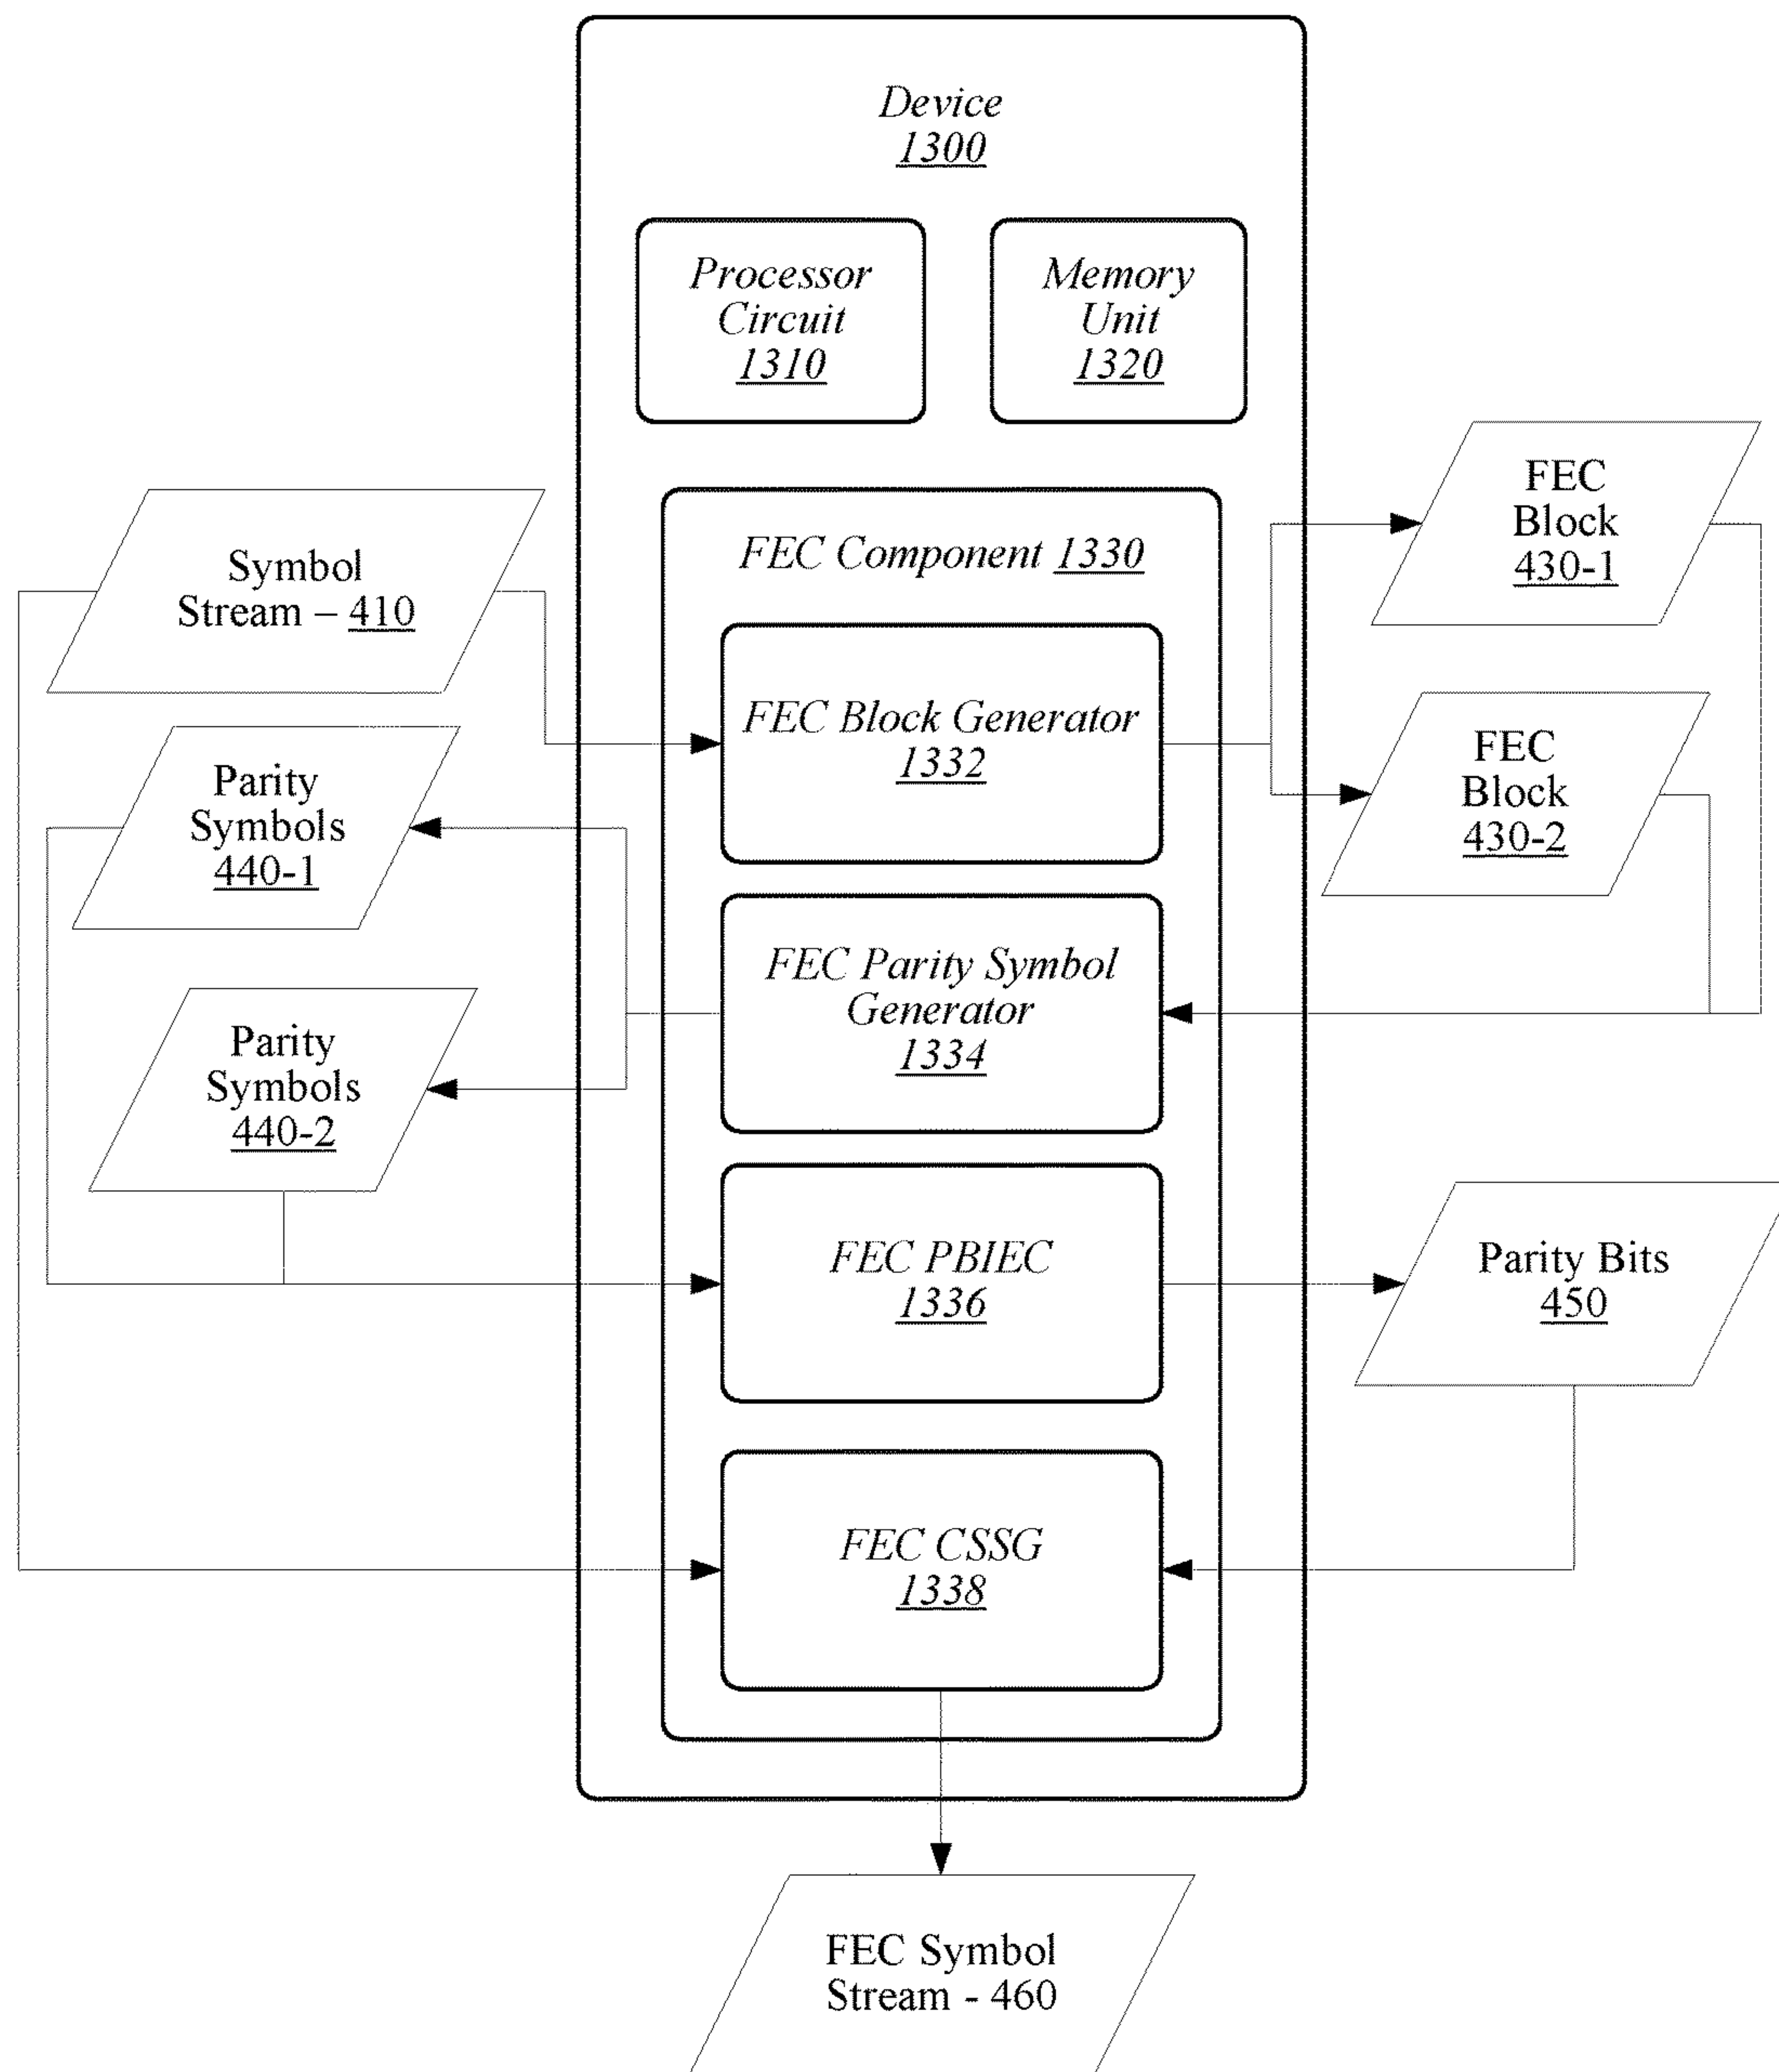 Device
1300
Processor
Circuit
1310
Memory
Unit
1320
FEC Component 1330
Symbol
Stream – 410
FEC
Block
430-1
FEC Block Generator
1332
FEC
Block
430-2
Parity
Symbols
440-1
FEC Parity Symbol
Generator
1334
Parity
Symbols
440-2
FEC PBIEC
1336
Parity Bits
450
FEC CSSG
1338
FEC Symbol
Stream - 460